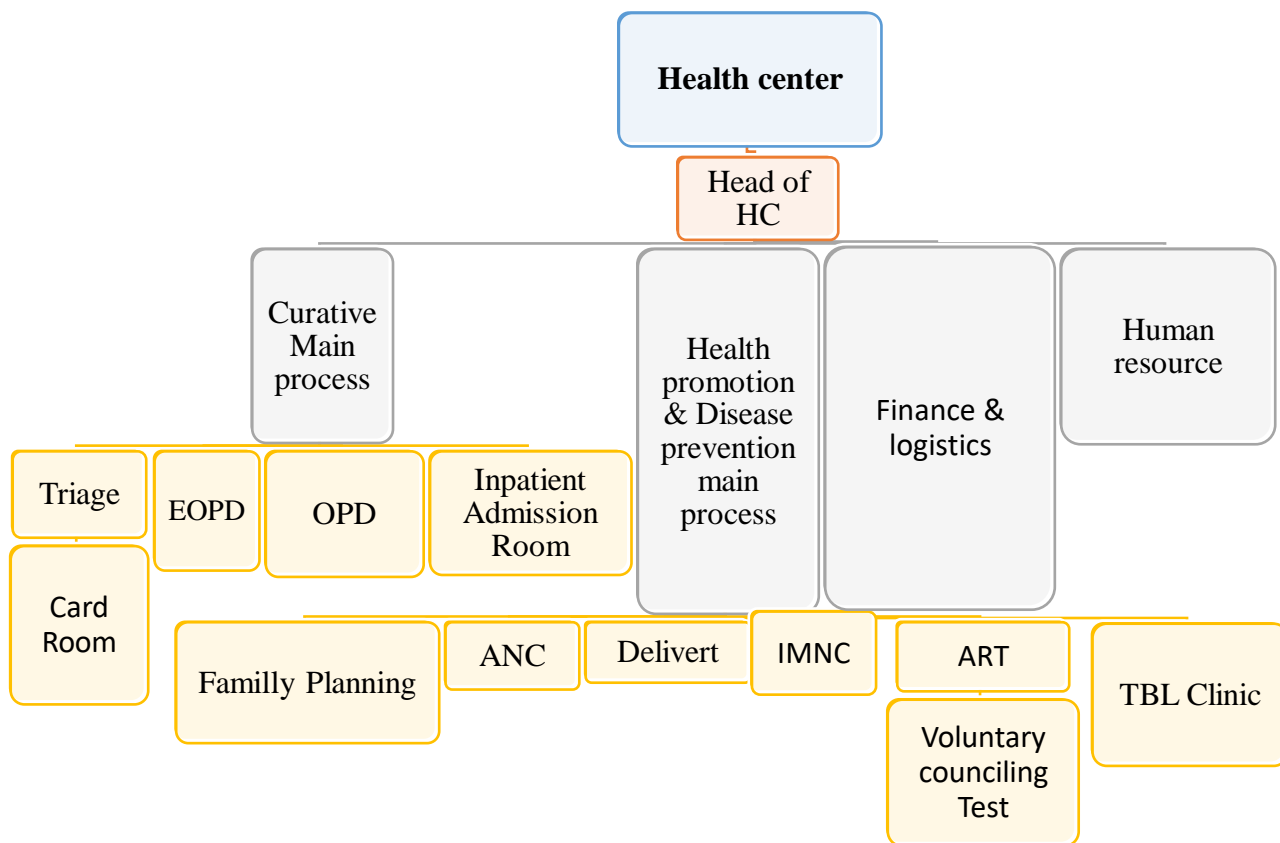 Health center
Head of
HC
Curative
Main
process
Health
promotion
& Disease
prevention
main
process
Finance &
logistics
Human
resource
Triage
EOPD
OPD
Inpatient
Admission
Room
Card
Room
Familly Planning
ANC
Delivert
IMNC
ART
TBL Clinic
Voluntary
counciling
Test